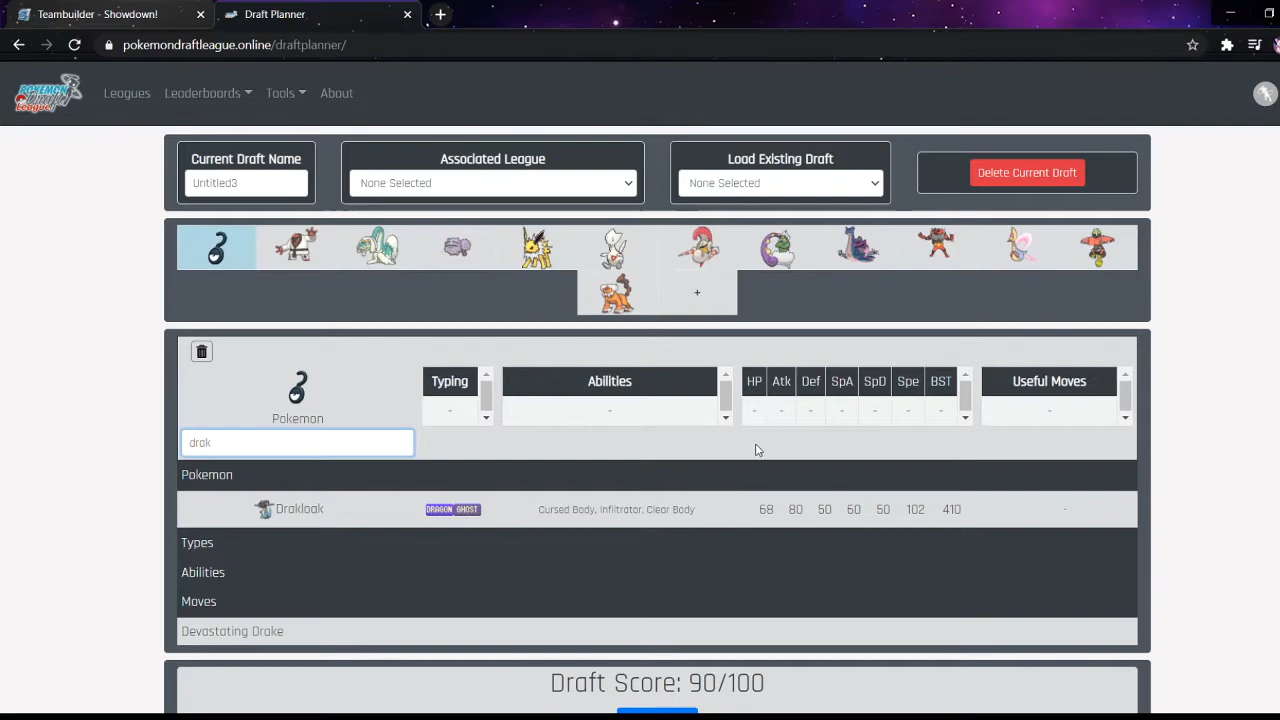 Teambuilder - Showdown!
Draft Planner
pokemondraftleague.online/draftplanner/
POKEMON Draft League
Leagues
Leaderboards
Tools
About
Current Draft Name
Untitled3
Associated League
None Selected
Load Existing Draft
None Selected
Delete Current Draft
+
Pokemon
drak
Typing
-
Abilities
-
HP Atk Def SpA SpD Spe BST
- - - - - - -
Useful Moves
-
Pokemon
Drakloak DRAGON GHOST Cursed Body, Infiltrator, Clear Body 68 80 50 60 50 102 410 -
Types
Abilities
Moves
Devastating Drake
Draft Score: 90/100